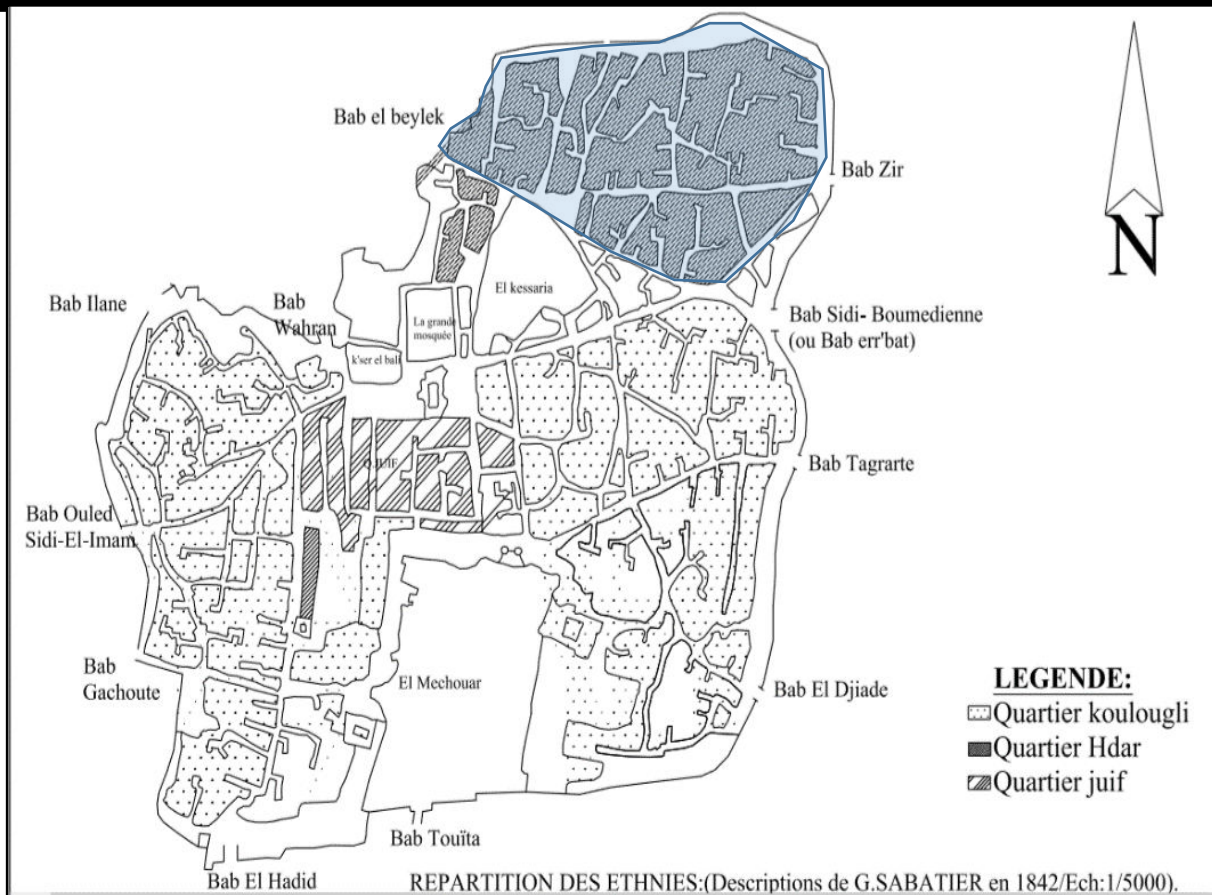 Bab el beylek
Bab Zir
N
Bab Ilane
Bab
Wahran
El kessaria
La grande
mosquée
k'ser el bali
Bab Sidi- Boumedienne
(ou Bab err'bat)
Bab Tagrarte
Bab Ouled
Sidi-El-Imam
Bab
Gachoute
El Mechouar
Bab El Djiade
LEGENDE:
Quartier koulougli
Quartier Hdar
Quartier juif
Bab Touïta
Bab El Hadid
REPARTITION DES ETHNIES:(Descriptions de G.SABATIER en 1842/Ech:1/5000).